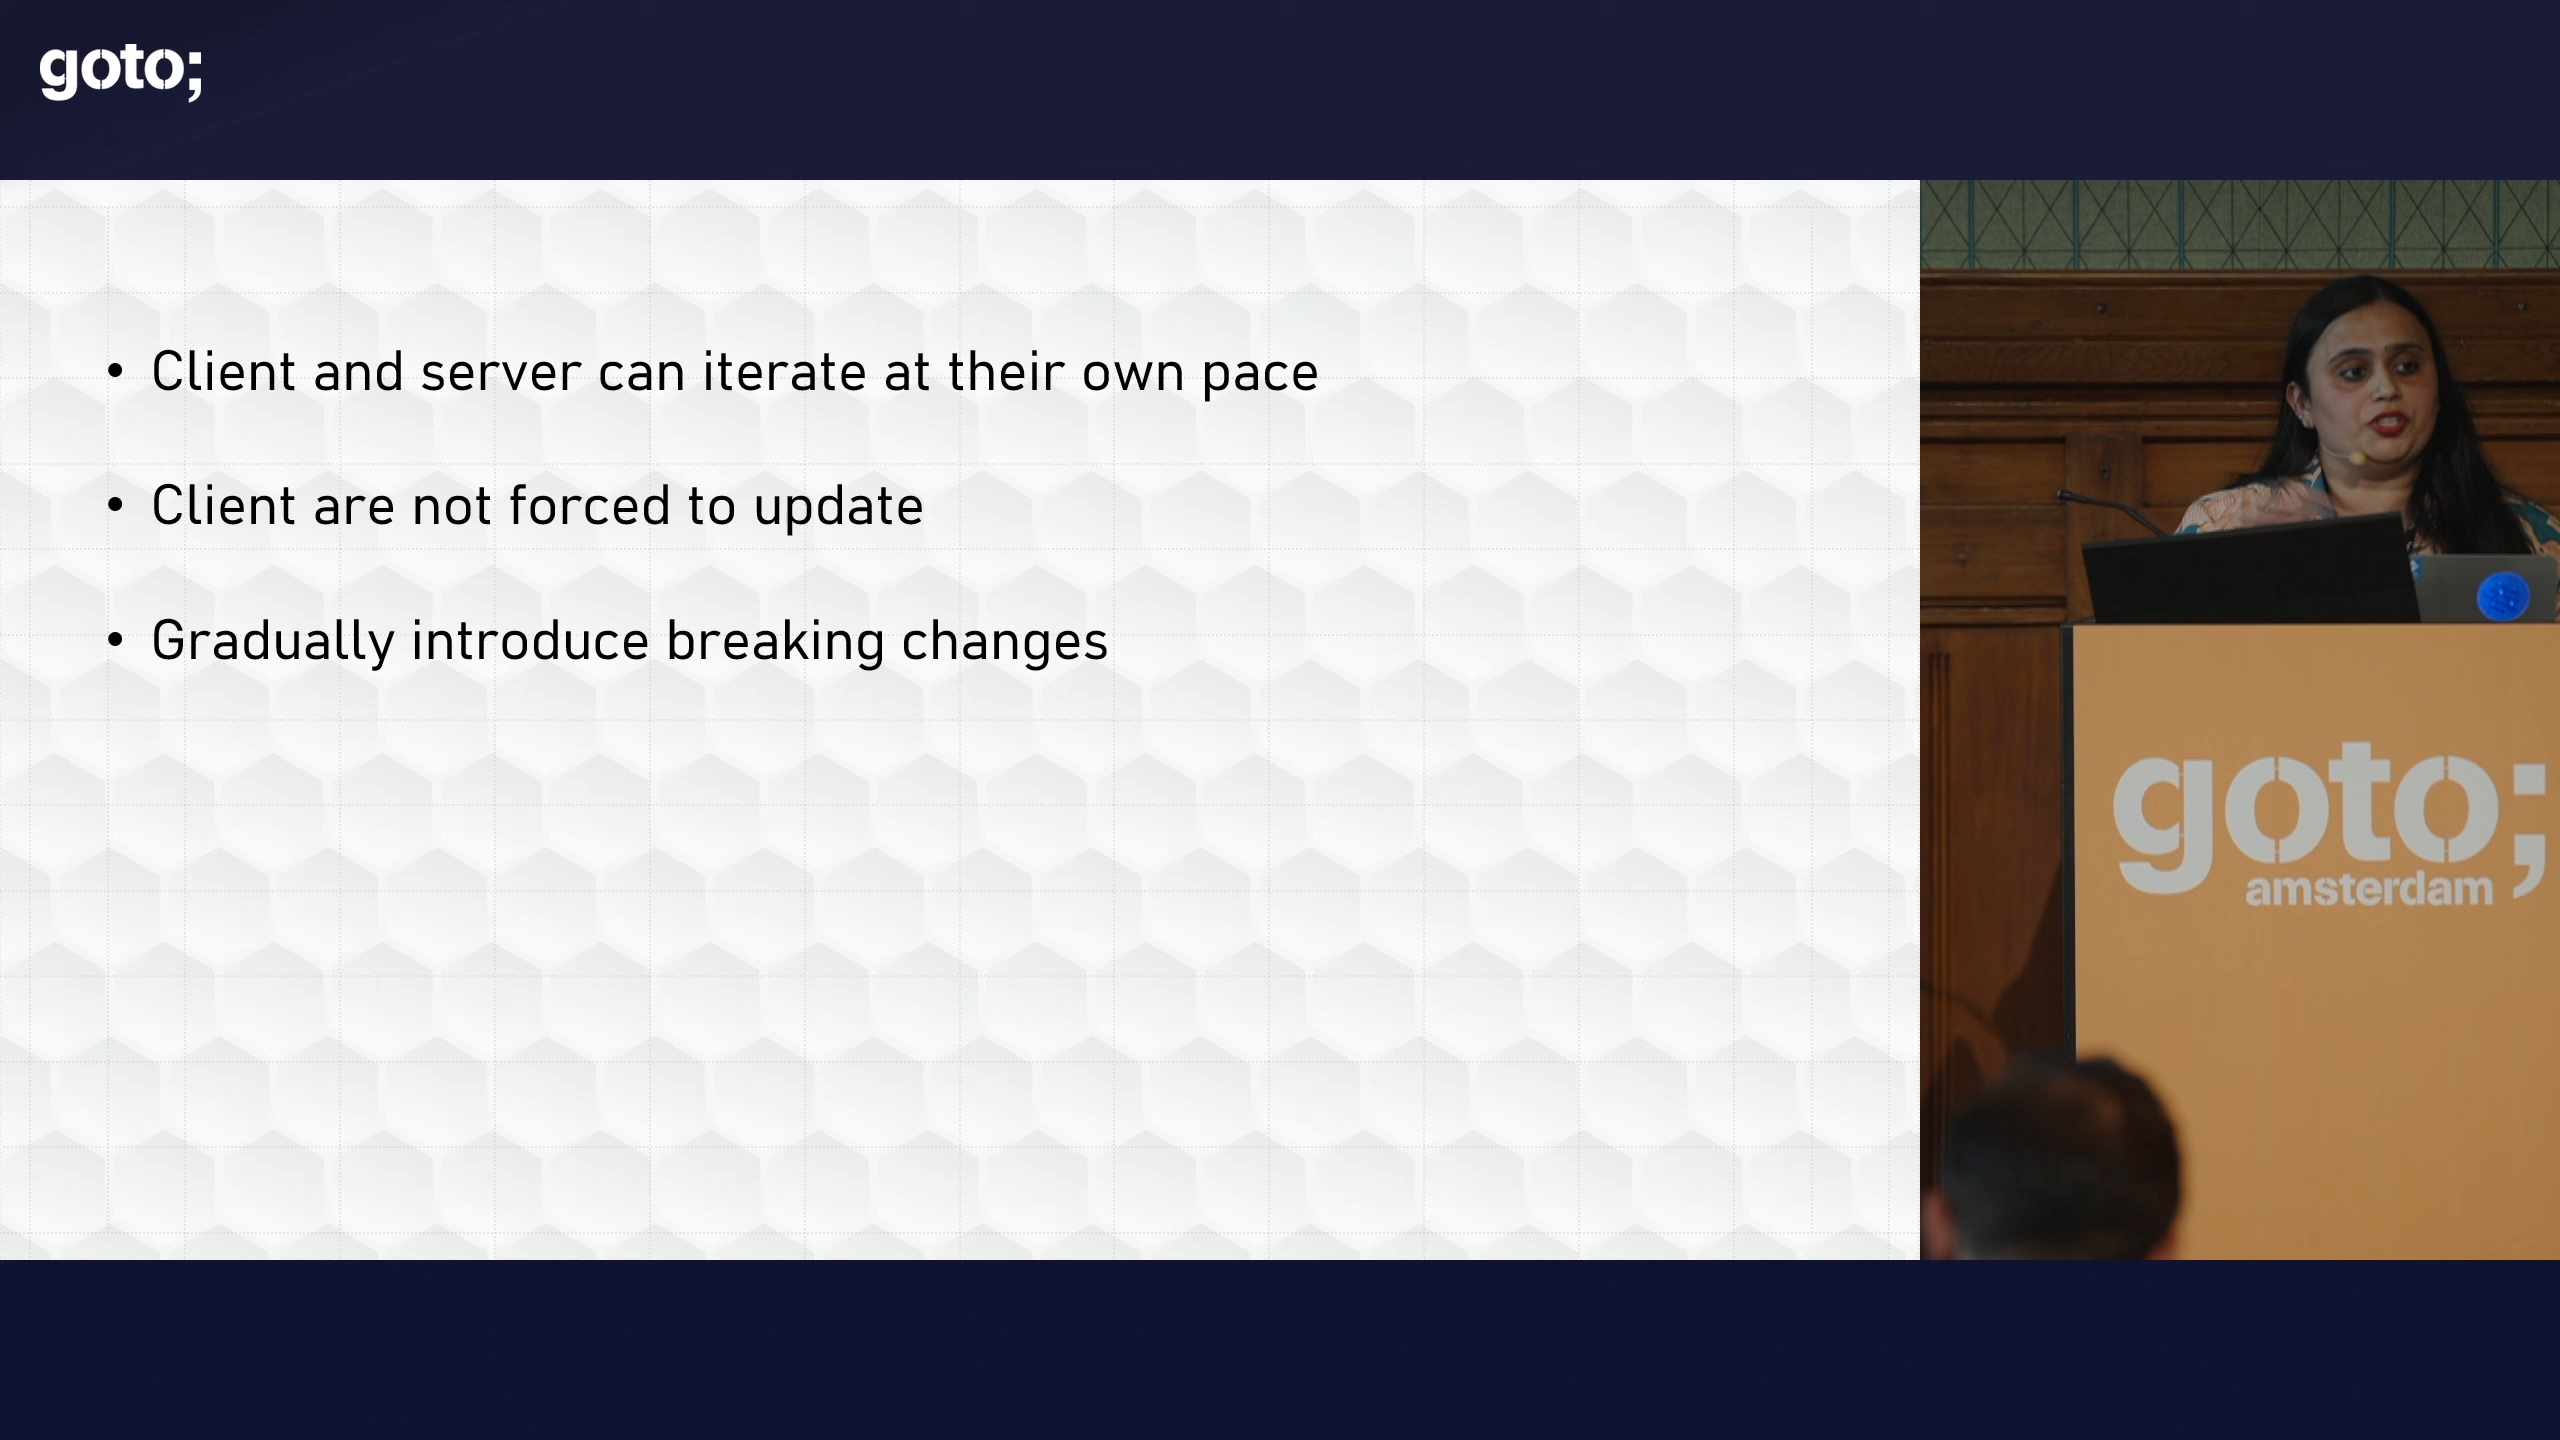 goto;
• Client and server can iterate at their own pace
• Client are not forced to update
• Gradually introduce breaking changes
goto;
amsterdam